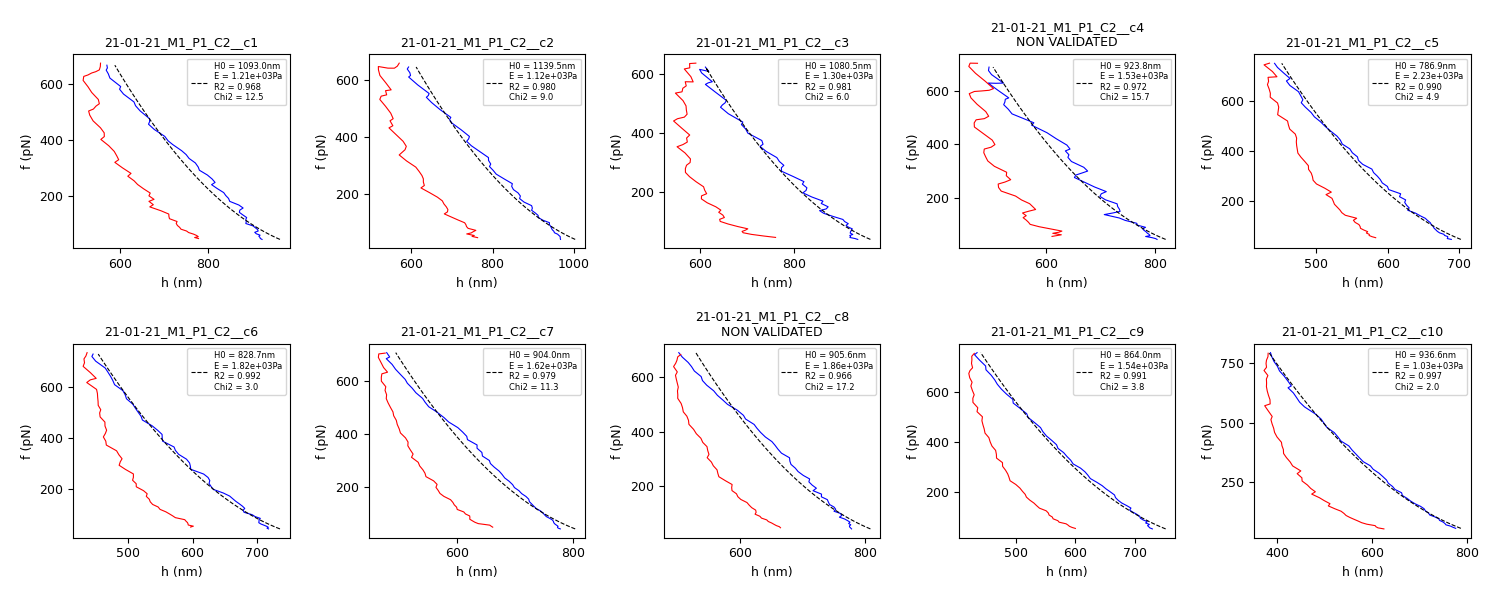 21-01-21_M1_P1_C2__c1
H0 = 1093.0nm
E = 1.21e+03Pa
R2 = 0.968
Chi2 = 12.5
f (pN)
600
400
200
600 800
h (nm)
21-01-21_M1_P1_C2__c2
H0 = 1139.5nm
E = 1.12e+03Pa
R2 = 0.980
Chi2 = 9.0
f (pN)
600
400
200
600 800 1000
h (nm)
21-01-21_M1_P1_C2__c3
H0 = 1080.5nm
E = 1.30e+03Pa
R2 = 0.981
Chi2 = 6.0
f (pN)
600
400
200
600 800
h (nm)
21-01-21_M1_P1_C2__c4
NON VALIDATED
H0 = 923.8nm
E = 1.53e+03Pa
R2 = 0.972
Chi2 = 15.7
f (pN)
600
400
200
600 800
h (nm)
21-01-21_M1_P1_C2__c5
H0 = 786.9nm
E = 2.23e+03Pa
R2 = 0.990
Chi2 = 4.9
f (pN)
600
400
200
500 600 700
h (nm)
21-01-21_M1_P1_C2__c6
H0 = 828.7nm
E = 1.82e+03Pa
R2 = 0.992
Chi2 = 3.0
f (pN)
600
400
200
500 600 700
h (nm)
21-01-21_M1_P1_C2__c7
H0 = 904.0nm
E = 1.62e+03Pa
R2 = 0.979
Chi2 = 11.3
f (pN)
600
400
200
600 800
h (nm)
21-01-21_M1_P1_C2__c8
NON VALIDATED
H0 = 905.6nm
E = 1.86e+03Pa
R2 = 0.966
Chi2 = 17.2
f (pN)
600
400
200
600 800
h (nm)
21-01-21_M1_P1_C2__c9
H0 = 864.0nm
E = 1.54e+03Pa
R2 = 0.991
Chi2 = 3.8
f (pN)
600
400
200
500 600 700
h (nm)
21-01-21_M1_P1_C2__c10
H0 = 936.6nm
E = 1.03e+03Pa
R2 = 0.997
Chi2 = 2.0
f (pN)
750
500
250
400 600 800
h (nm)